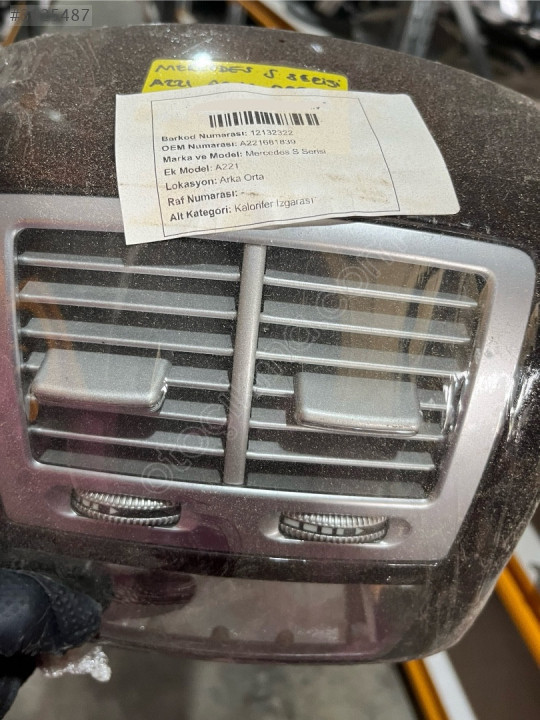 MERCEDES S SERİSİ
A221
Barkod Numarası: 12132322
OEM Numarası: A221681839
Marka ve Model: Mercedes S Serisi
Ek Model: A221
Lokasyon: Arka Orta
Raf Numarası: -
Alt Kategori: Kalorifer Izgarası